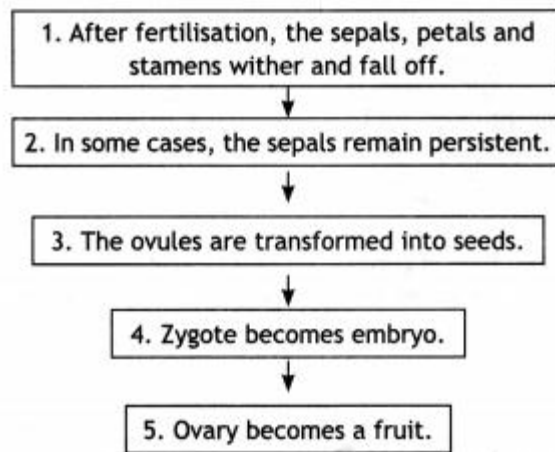 1. After fertilisation, the sepals, petals and
stamens wither and fall off.
2. In some cases, the sepals remain persistent.
3. The ovules are transformed into seeds.
4. Zygote becomes embryo.
5. Ovary becomes a fruit.